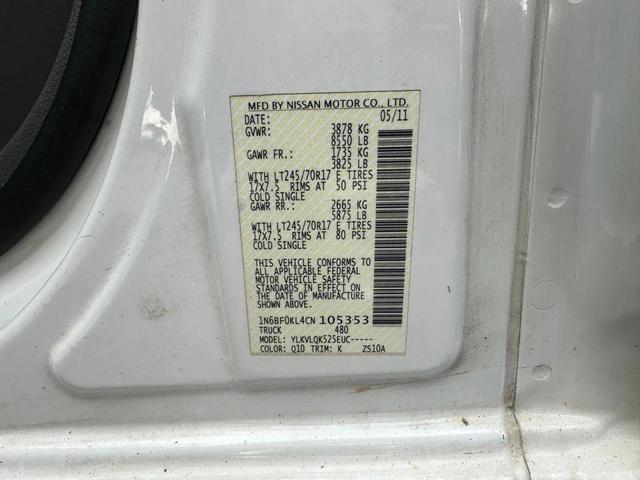 MFD BY NISSAN MOTOR CO., LTD.
DATE: 05/11
GVWR: 3878 KG
8550 LB
GAWR FR.: 1735 KG
3825 LB
WITH LT245/70R17 E TIRES
17X7.5 RIMS AT 50 PSI
COLD SINGLE
GAWR RR.: 2665 KG
5875 LB
WITH LT245/70R17 E TIRES
17X7.5 RIMS AT 80 PSI
COLD SINGLE
THIS VEHICLE CONFORMS TO
ALL APPLICABLE FEDERAL
MOTOR VEHICLE SAFETY
STANDARDS IN EFFECT ON
THE DATE OF MANUFACTURE
SHOWN ABOVE.
1N6BF0KL4CN 105353
TRUCK 480
MODEL: YLKVLQK525EUC-----
COLOR: Q10 TRIM: K ZS10A